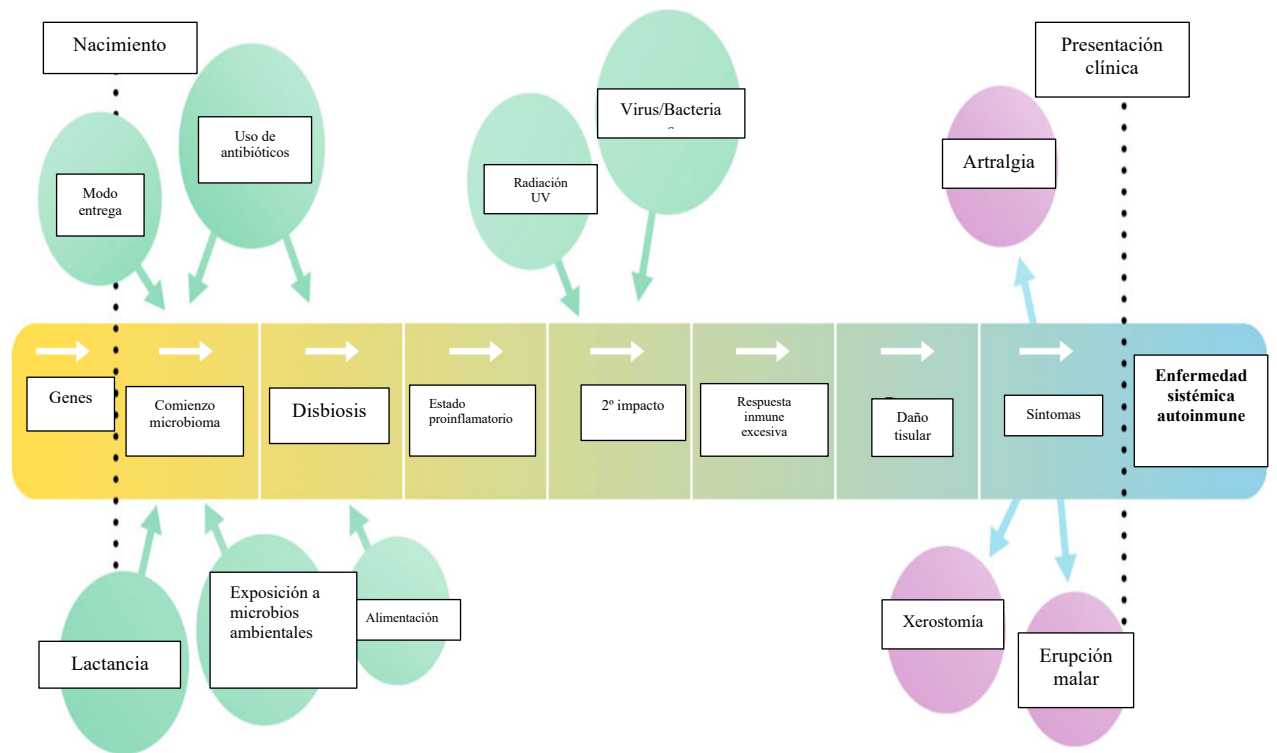 Nacimiento
Presentación
clínica
Virus/Bacteria
s
Uso de
antibióticos
Artralgia
Radiación
UV
Modo
entrega
Genes
Comienzo
microbioma
Disbiosis
Estado
proinflamatorio
2º impacto
Respuesta
inmune
excesiva
Daño
tisular
Síntomas
Enfermedad
sistémica
autoinmune
Lactancia
Exposición a
microbios
ambientales
Alimentación
Xerostomía
Erupción
malar